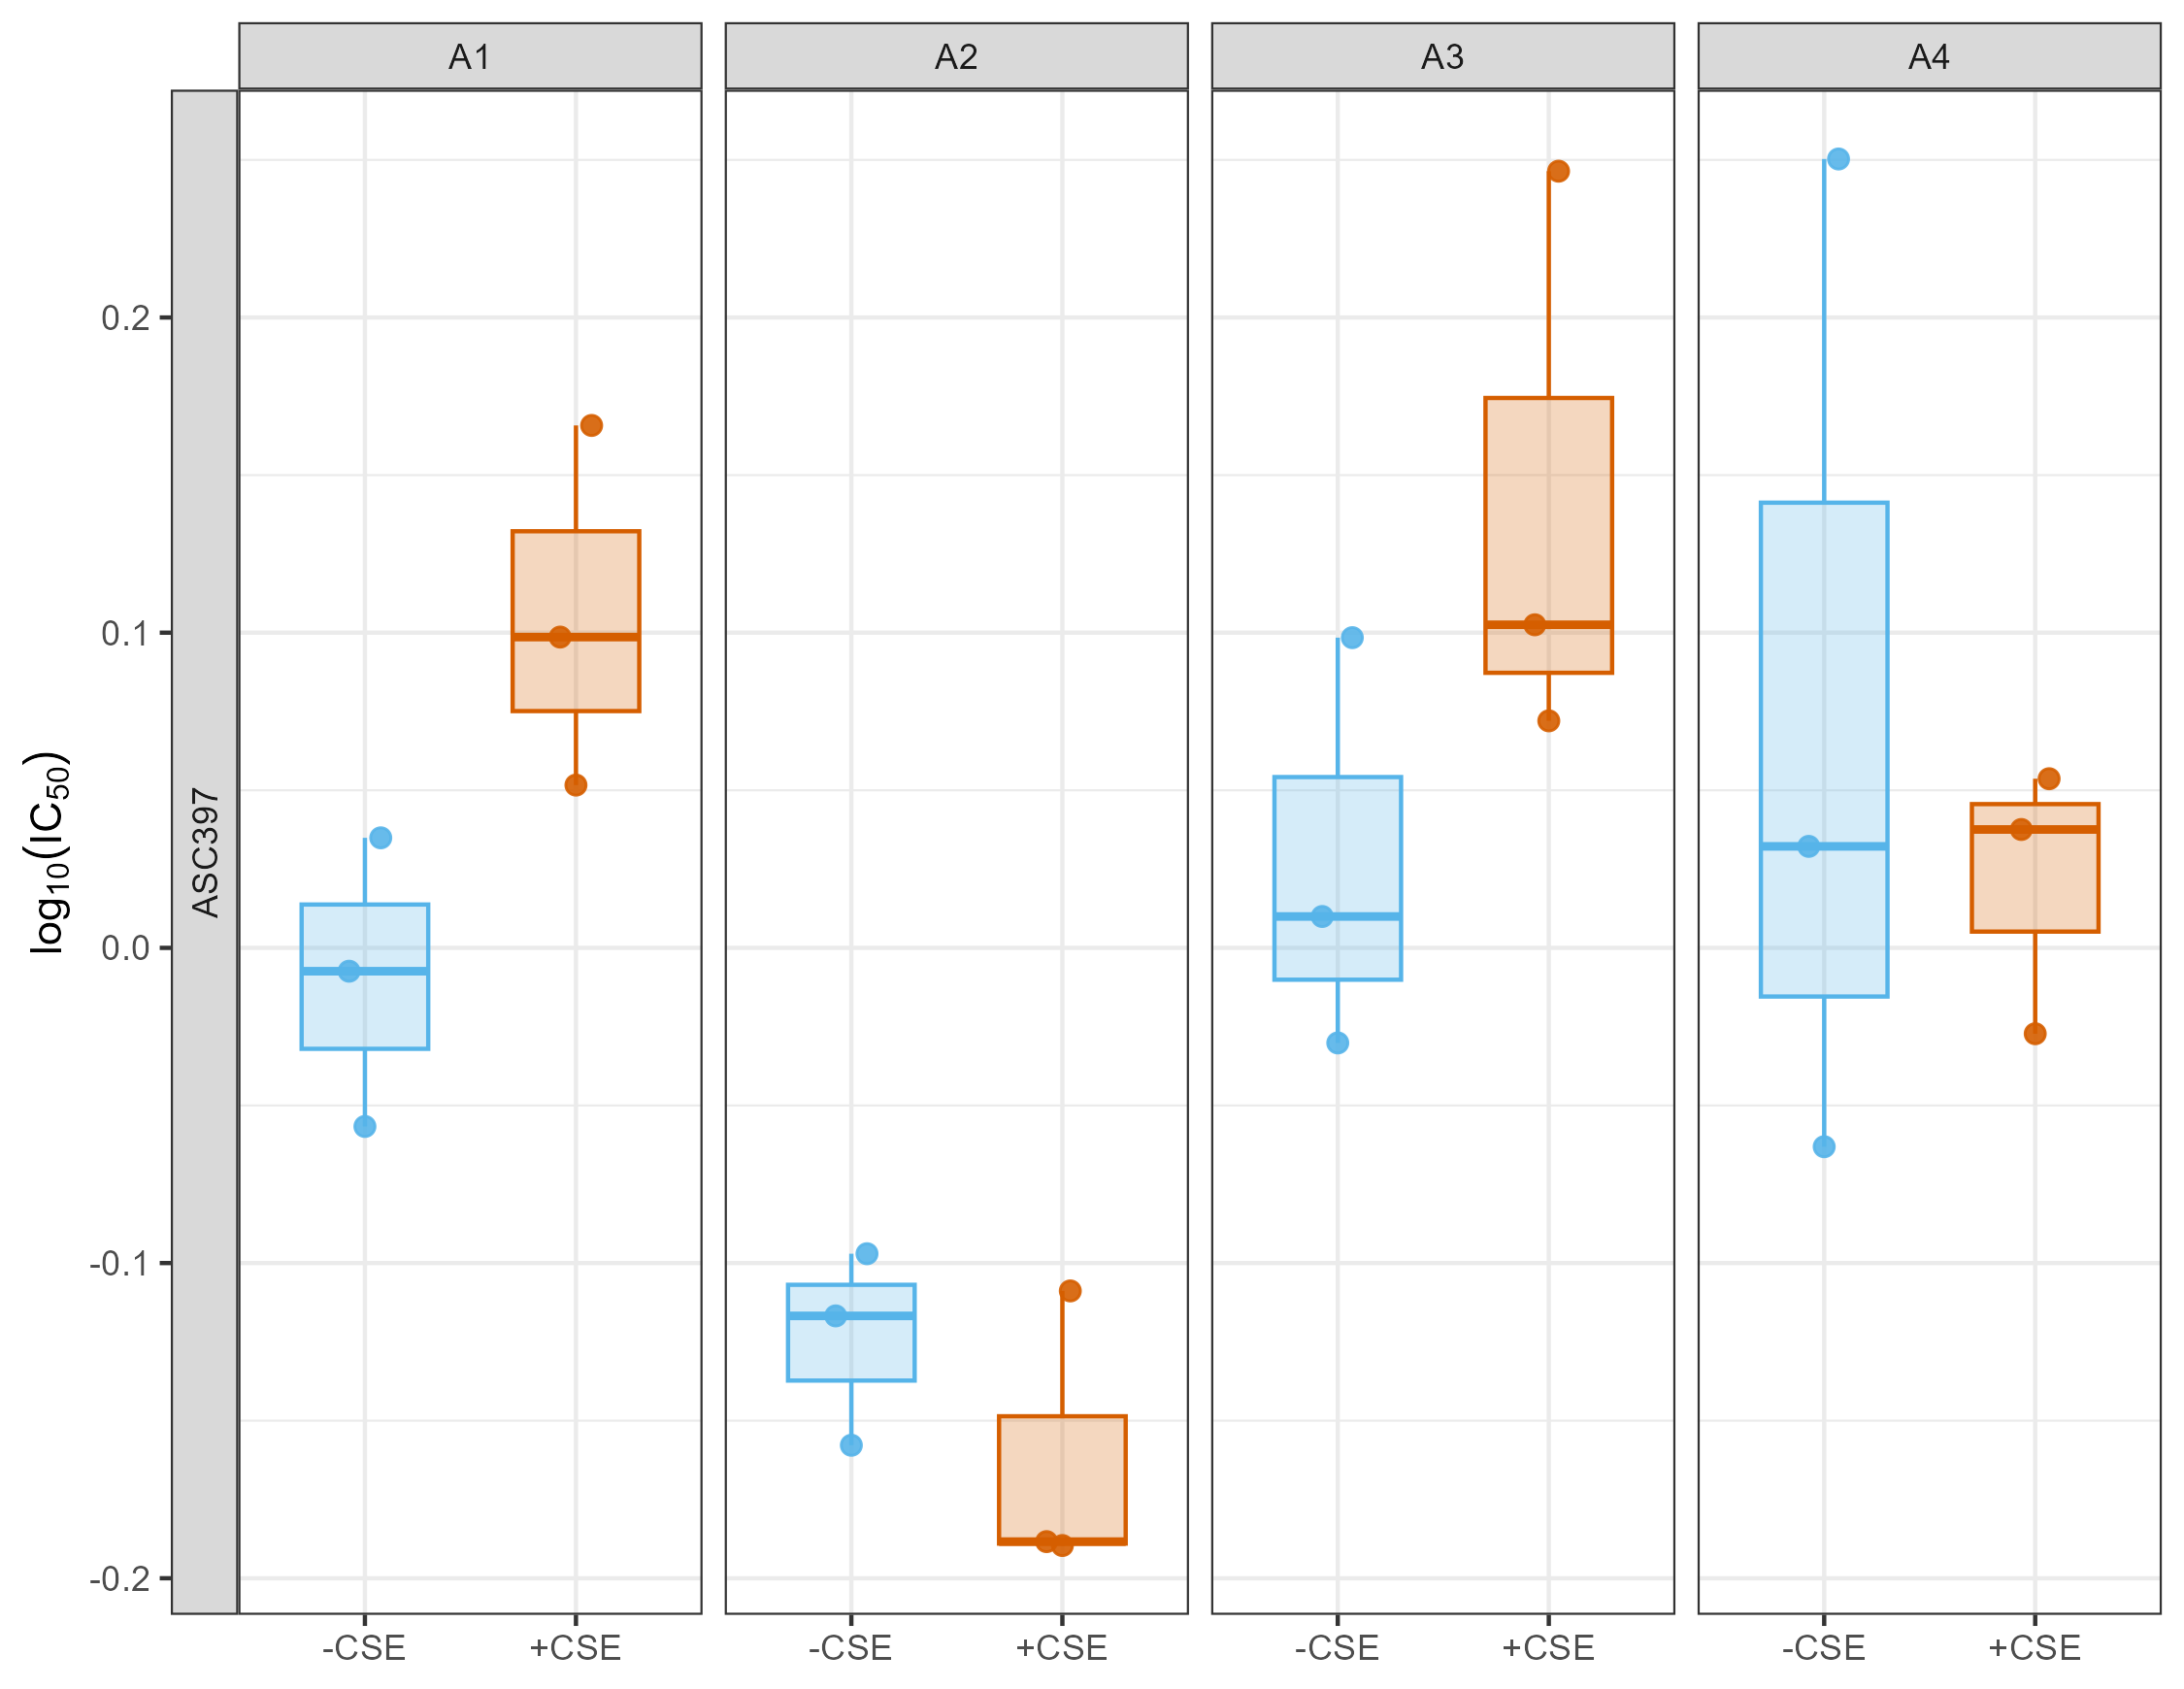 A1 A2 A3 A4
log₁₀(IC₅₀)
ASC397
0.2
0.1
0.0
-0.1
-0.2
-CSE +CSE -CSE +CSE -CSE +CSE -CSE +CSE